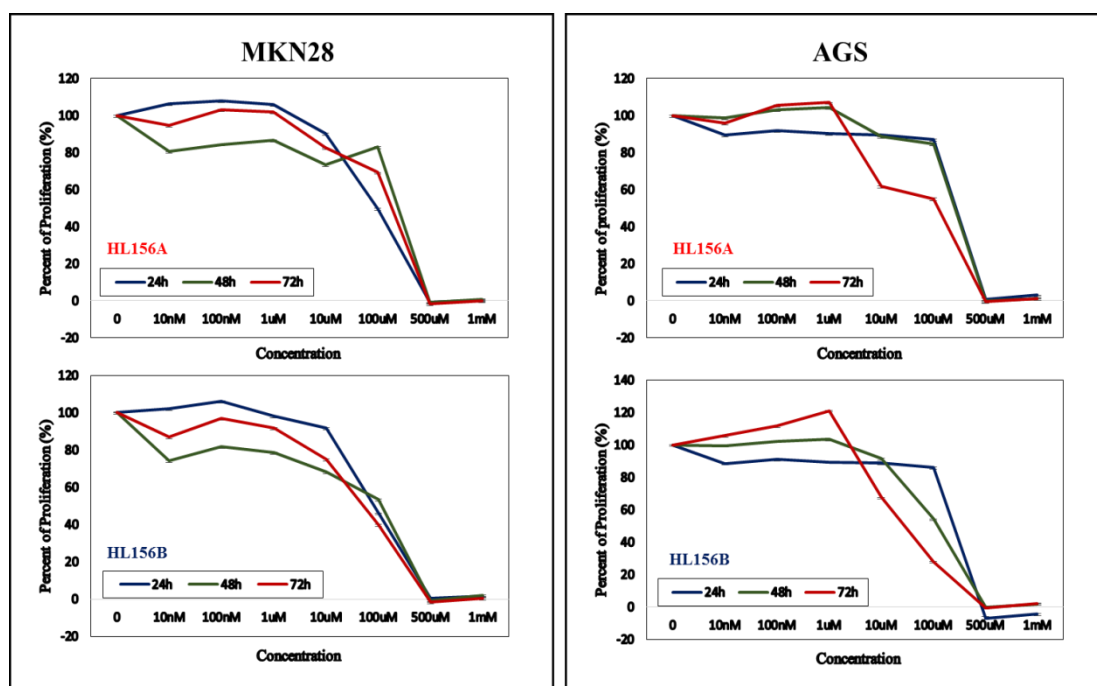 MKN28
Percent of Proliferation (%)
120
100
80
60
40
20
0
-20
HL156A
24h 48h 72h
0 10nM 100nM 1uM 10uM 100uM 500uM 1mM
Concentration
Percent of Proliferation (%)
120
100
80
60
40
20
0
-20
HL156B
24h 48h 72h
0 10nM 100nM 1uM 10uM 100uM 500uM 1mM
Concentration
AGS
Percent of proliferation (%)
120
100
80
60
40
20
0
-20
HL156A
24h 48h 72h
0 10nM 100nM 1uM 10uM 100uM 500uM 1mM
Concentration
Percent of Proliferation (%)
140
120
100
80
60
40
20
0
-20
HL156B
24h 48h 72h
0 10nM 100nM 1uM 10uM 100uM 500uM 1mM
Concentration